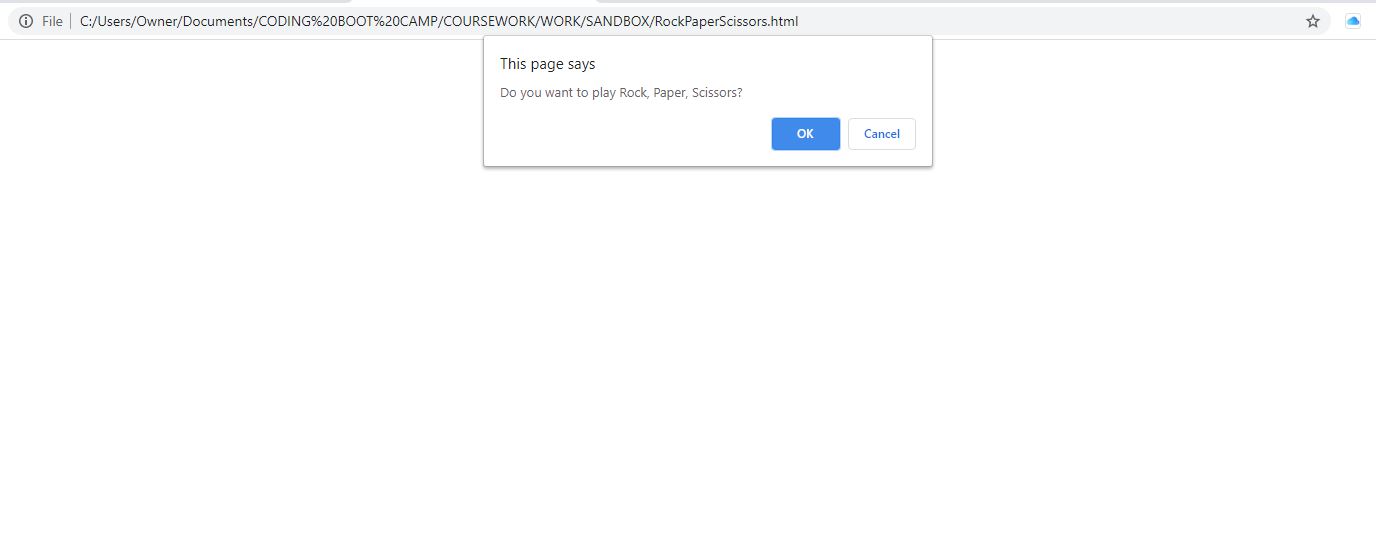 File C:/Users/Owner/Documents/CODING%20BOOT%20CAMP/COURSEWORK/WORK/SANDBOX/RockPaperScissors.html
This page says
Do you want to play Rock, Paper, Scissors?
OK Cancel